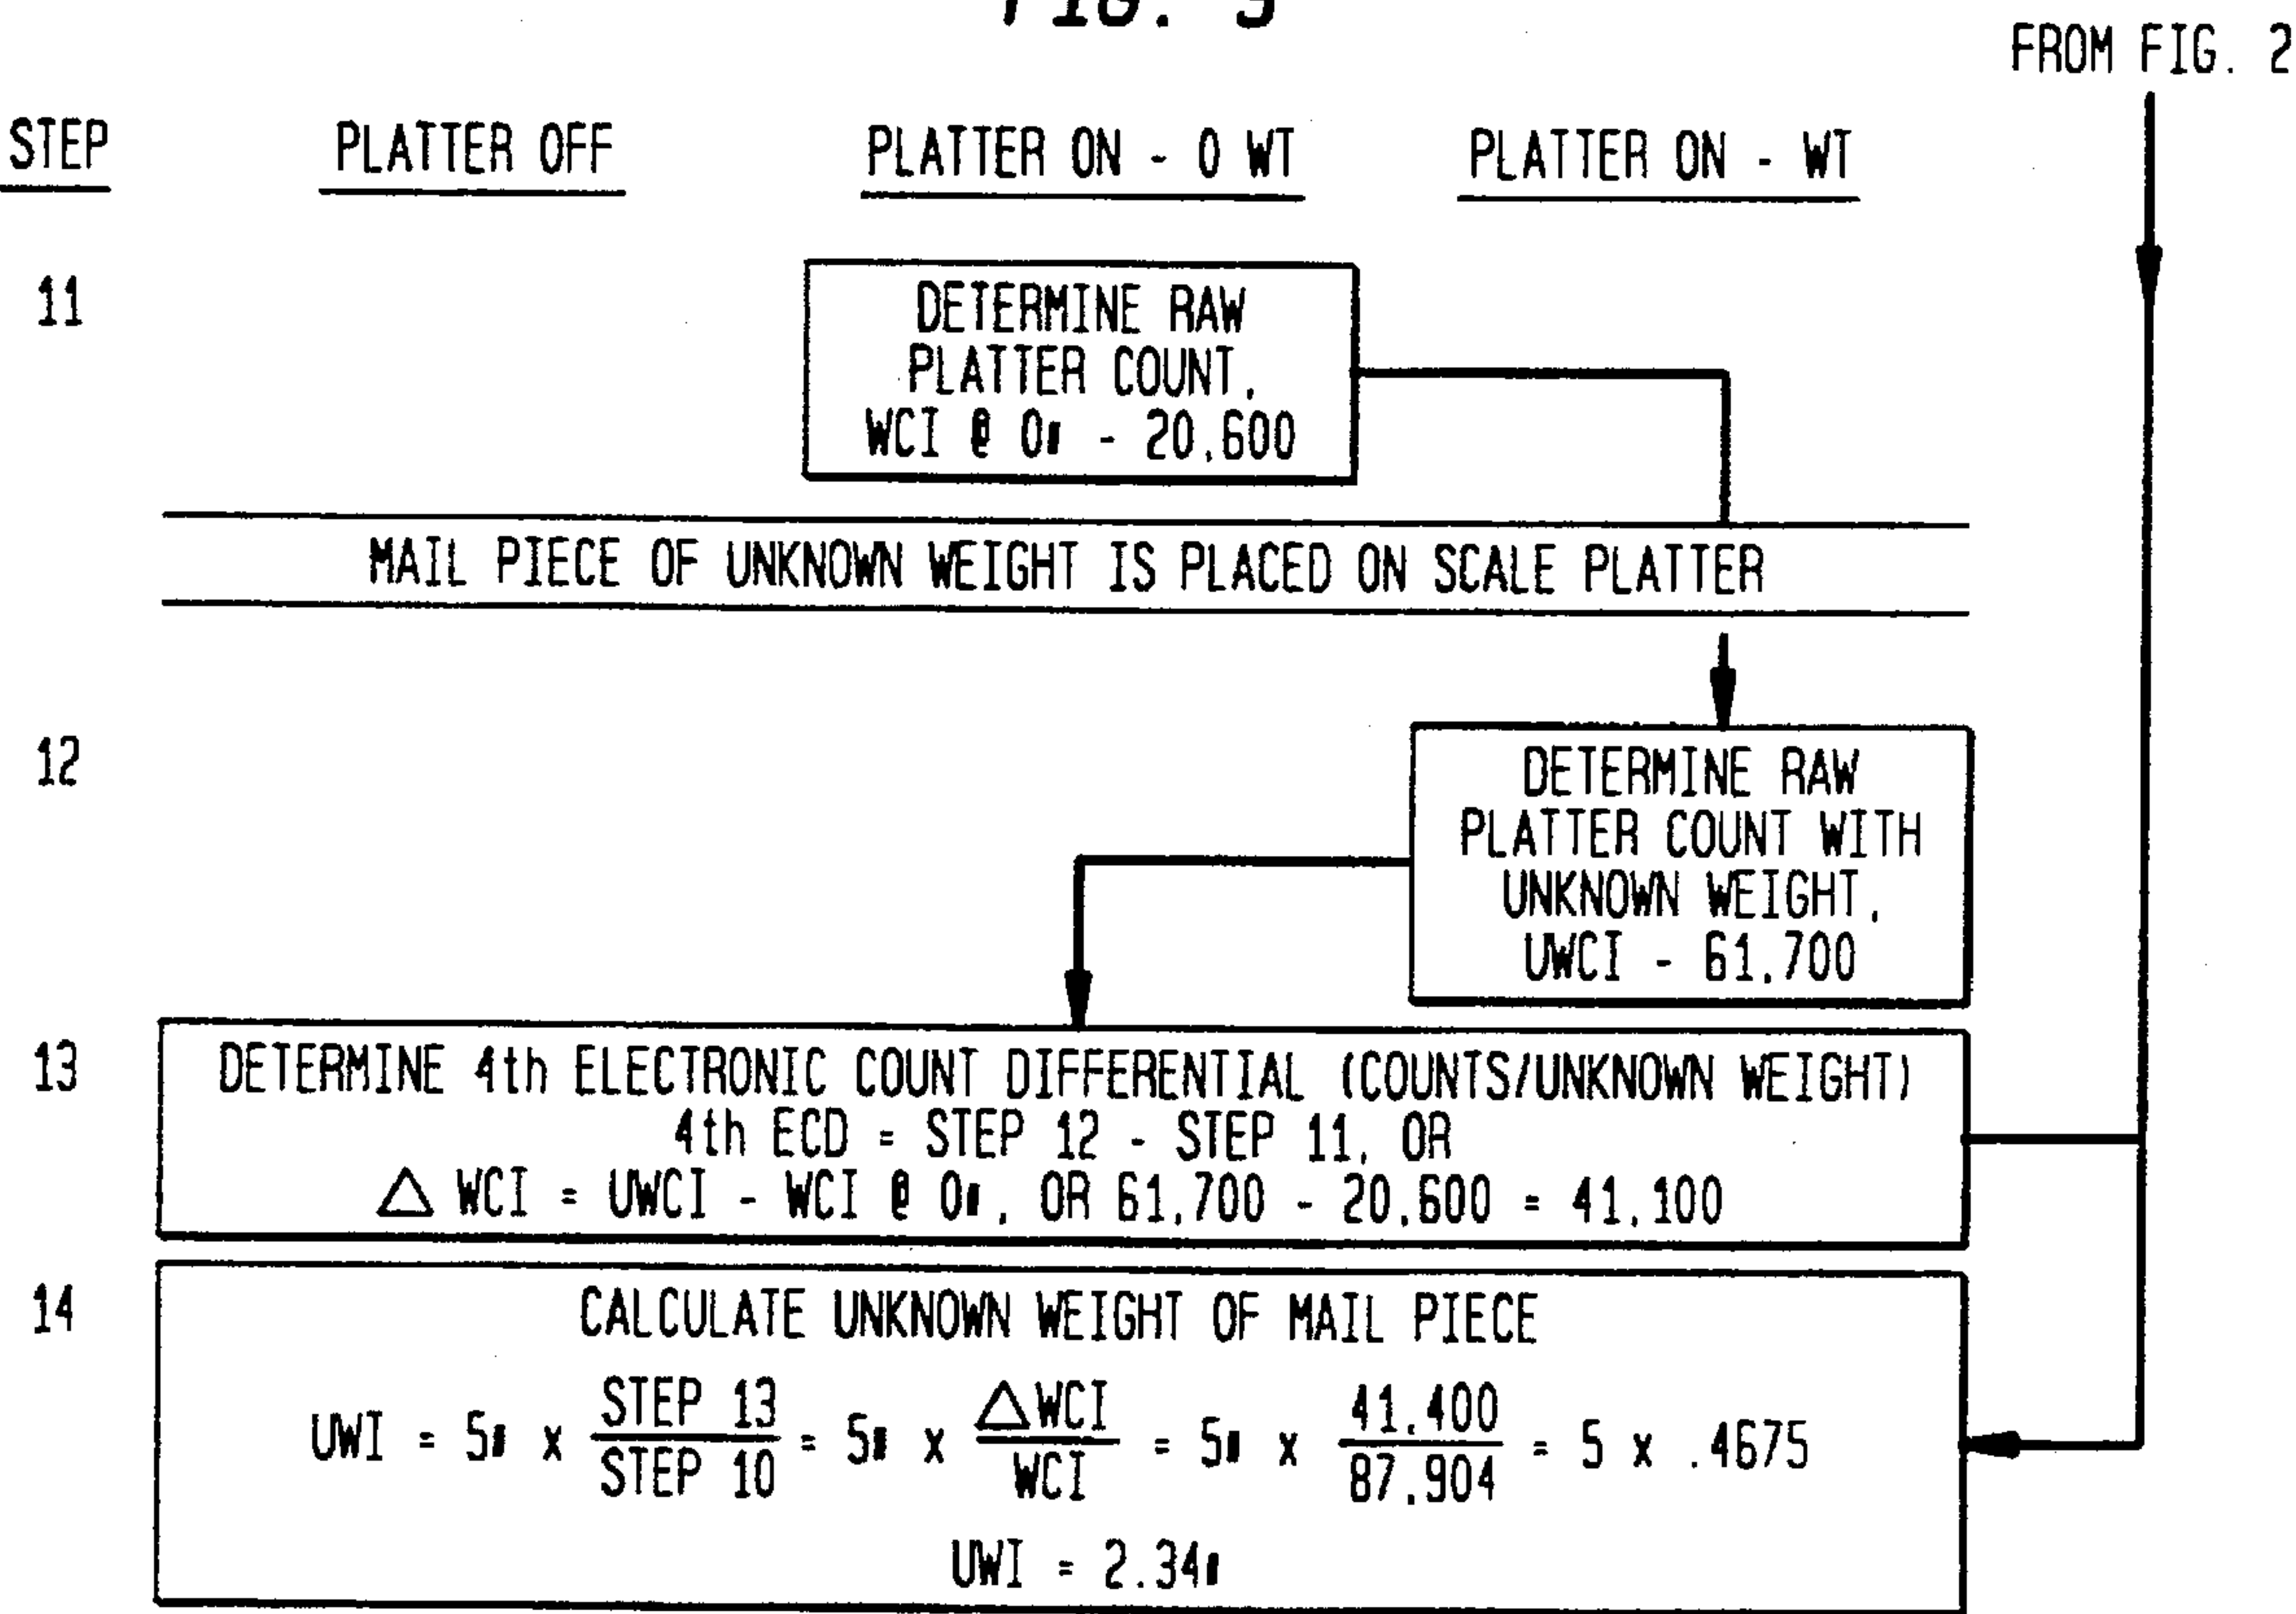 FIG. 3
FROM FIG. 2
STEP PLATTER OFF PLATTER ON - 0 WT PLATTER ON - WT
11
DETERMINE RAW
PLATTER COUNT,
WCI @ 0# - 20,600
MAIL PIECE OF UNKNOWN WEIGHT IS PLACED ON SCALE PLATTER
12
DETERMINE RAW
PLATTER COUNT WITH
UNKNOWN WEIGHT,
UWCI - 61,700
13
DETERMINE 4th ELECTRONIC COUNT DIFFERENTIAL (COUNTS/UNKNOWN WEIGHT)
4th ECD = STEP 12 - STEP 11, OR
△ WCI = UWCI - WCI @ 0#, OR 61,700 - 20,600 = 41,100
14
CALCULATE UNKNOWN WEIGHT OF MAIL PIECE
UWI = 5# x STEP 13 / STEP 10 = 5# x △WCI / WCI = 5# x 41,400 / 87,904 = 5 x .4675
UWI = 2.34#